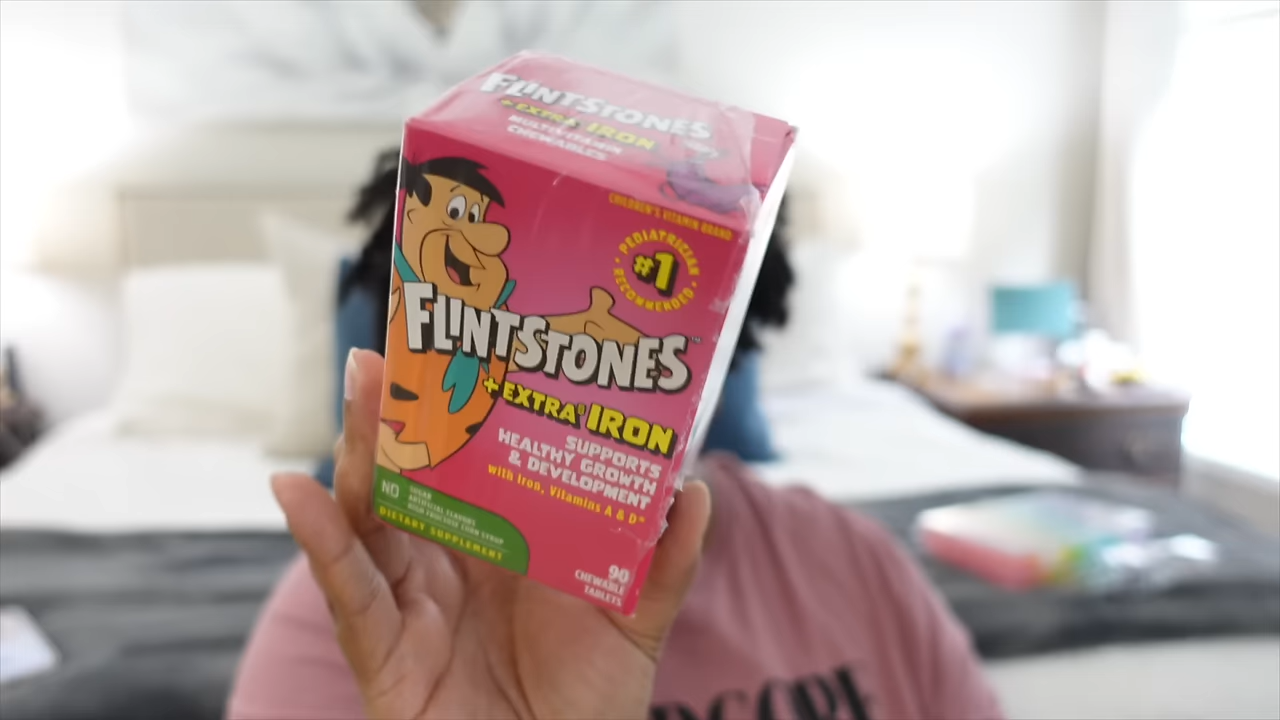 FLINTSTONES
+ EXTRA IRON
MULTIVITAMIN
CHEWABLES
CHILDREN'S VITAMIN BRAND
PEDIATRICIAN
#1
RECOMMENDED
FLINTSTONES™
+ EXTRA IRON
SUPPORTS
HEALTHY GROWTH
& DEVELOPMENT
with Iron, Vitamins A & D
NO SUGAR
ARTIFICIAL FLAVORS
HIGH FRUCTOSE CORN SYRUP
DIETARY SUPPLEMENT
90
CHEWABLE
TABLETS